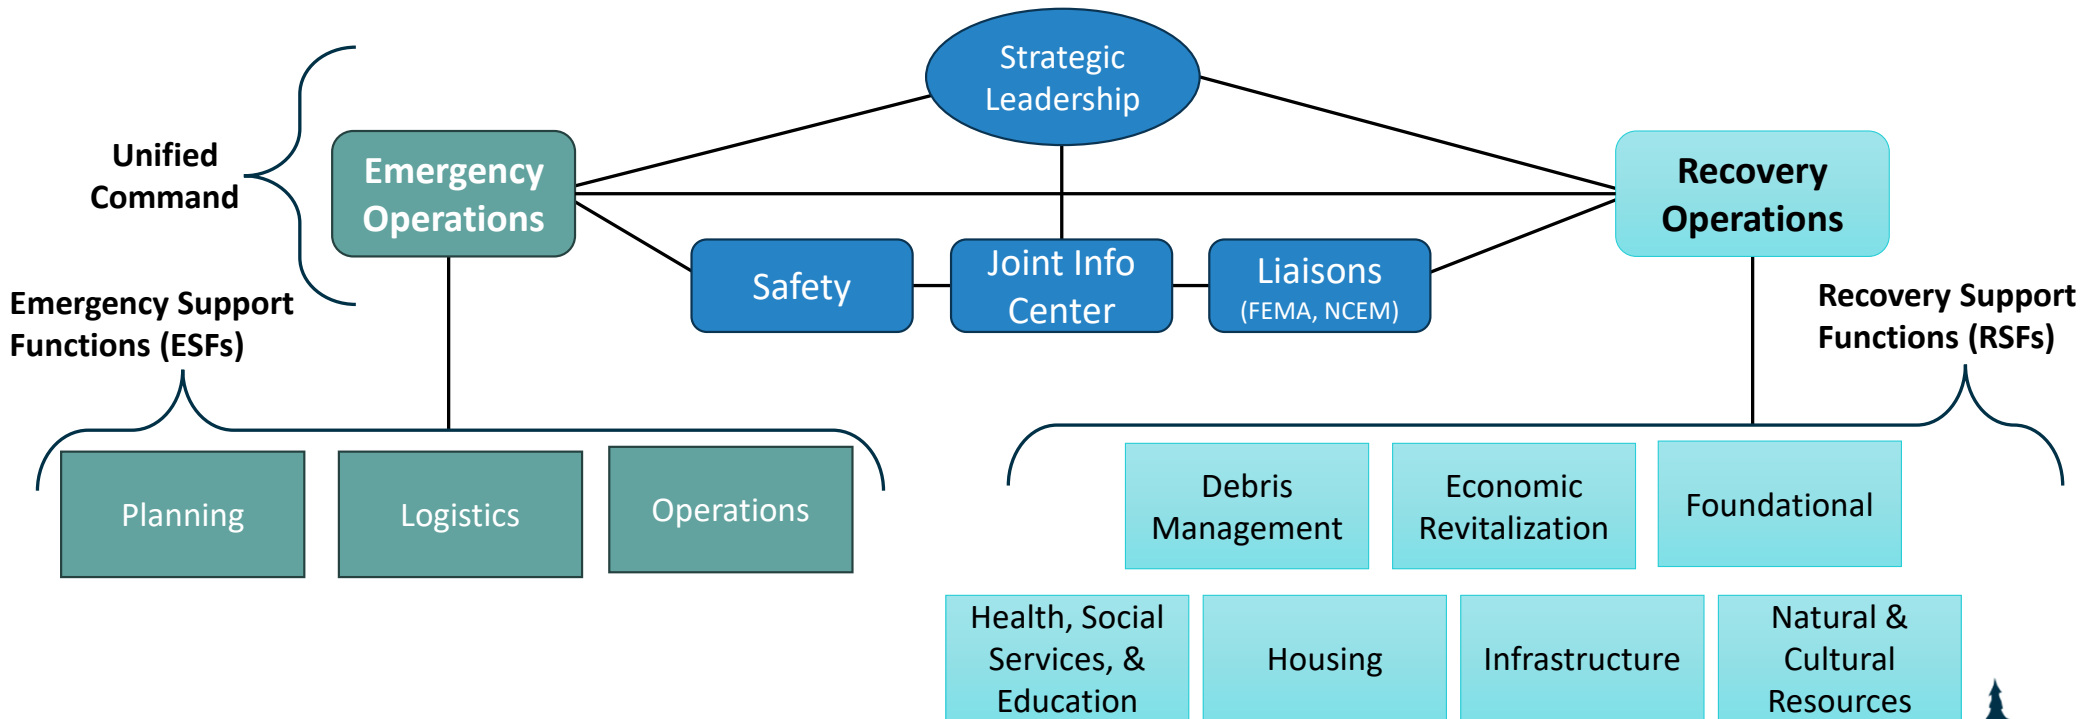 Strategic
Leadership
Unified
Command
Emergency
Operations
Recovery
Operations
Safety
Joint Info
Center
Liaisons
(FEMA, NCEM)
Emergency Support
Functions (ESFs)
Recovery Support
Functions (RSFs)
Planning
Logistics
Operations
Debris
Management
Economic
Revitalization
Foundational
Health, Social
Services, &
Education
Housing
Infrastructure
Natural &
Cultural
Resources